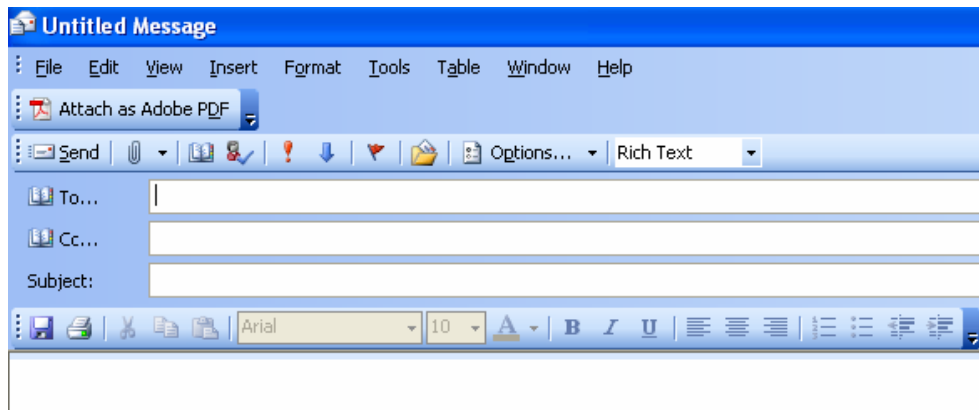 Untitled Message
File Edit View Insert Format Tools Table Window Help
Attach as Adobe PDF
Send Options... Rich Text
To...
Cc...
Subject:
Arial 10 A B I U